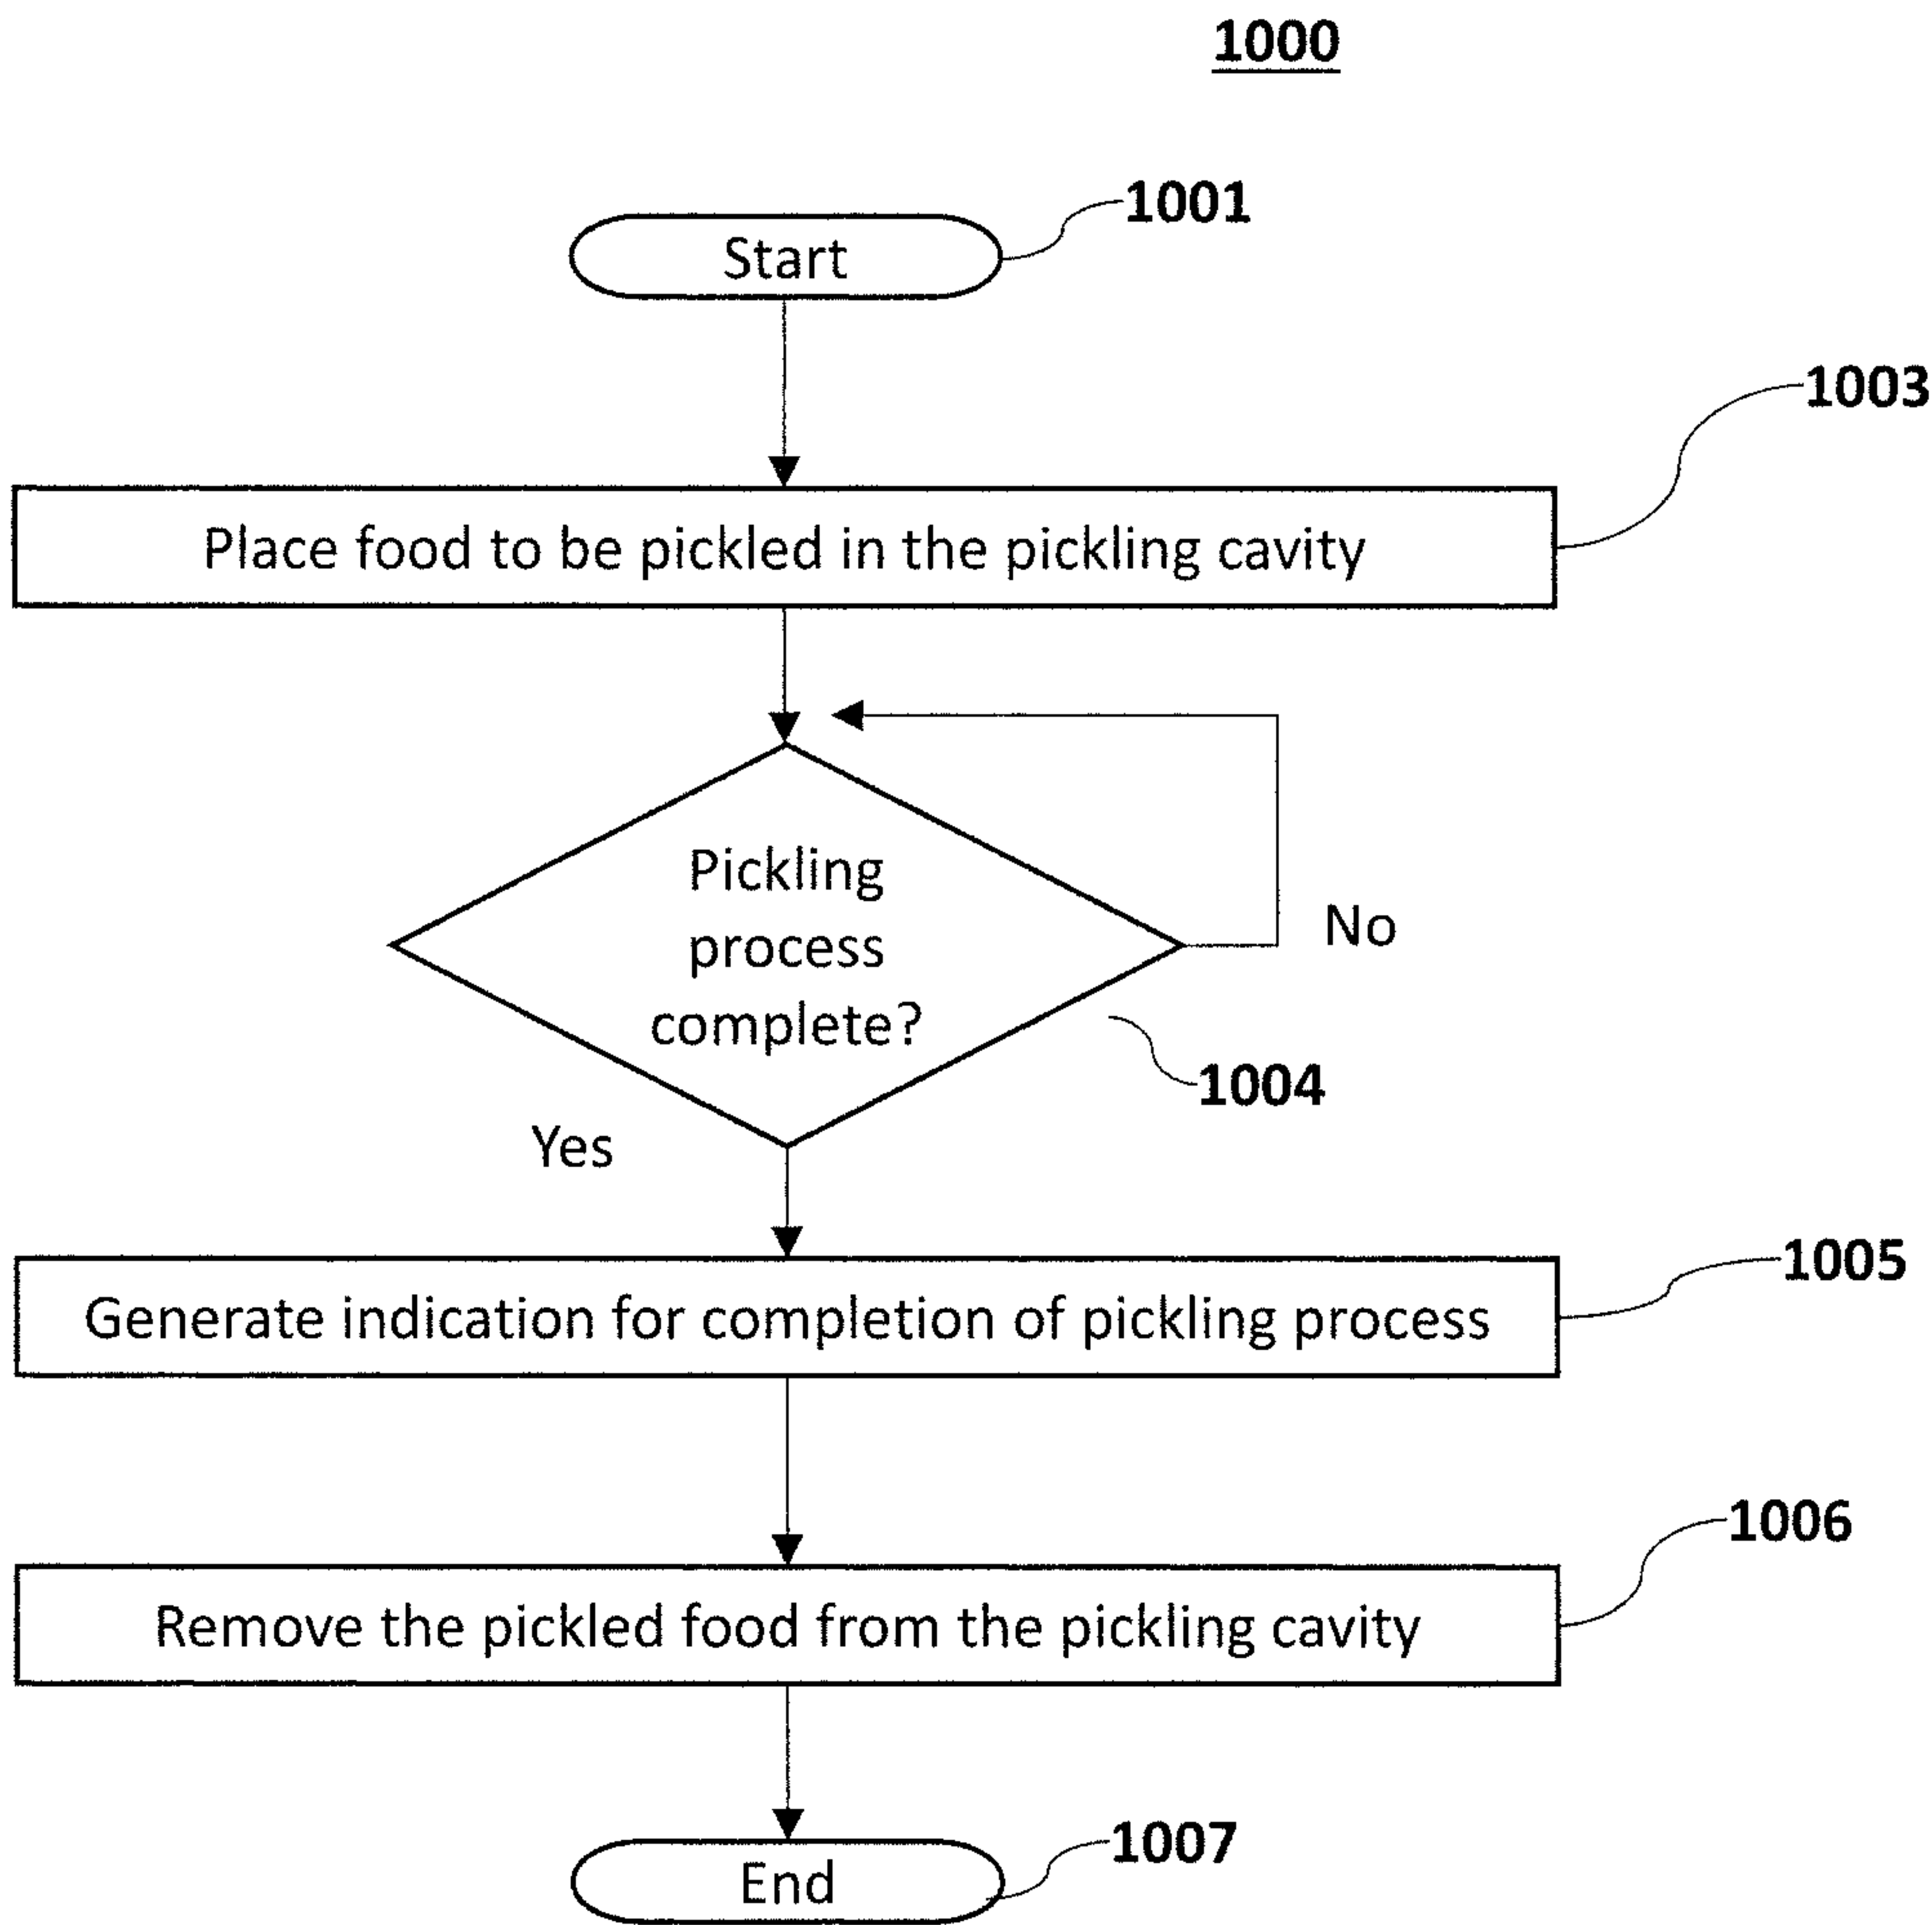 1000
1001
Start
1003
Place food to be pickled in the pickling cavity
Pickling
process
complete?
No
1004
Yes
1005
Generate indication for completion of pickling process
1006
Remove the pickled food from the pickling cavity
1007
End